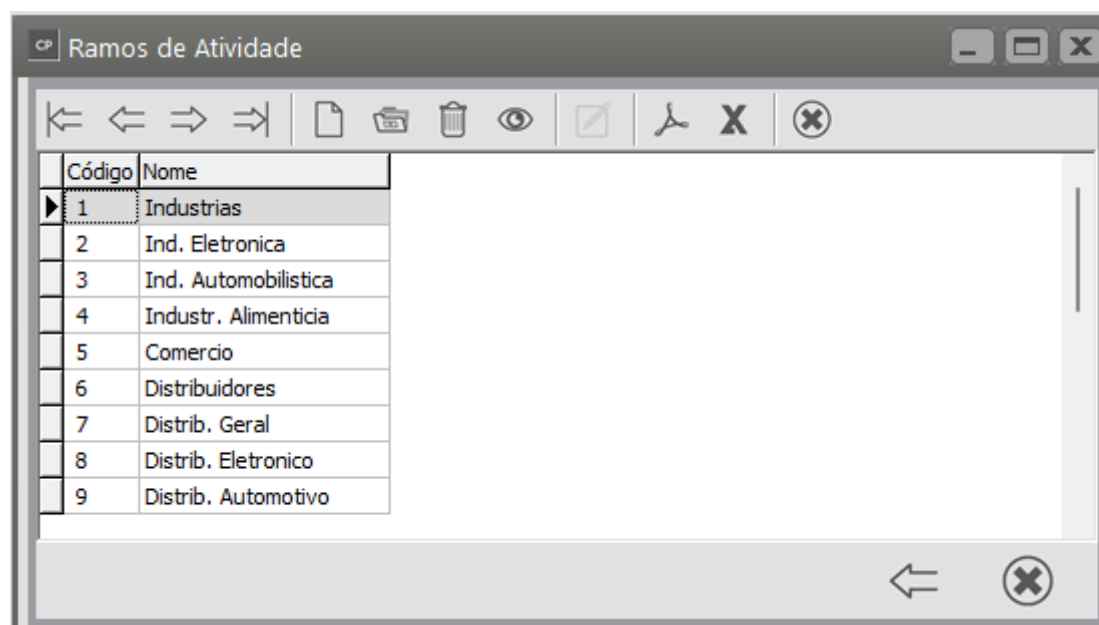 CP Ramos de Atividade
Código Nome
1 Industrias
2 Ind. Eletronica
3 Ind. Automobilistica
4 Industr. Alimenticia
5 Comercio
6 Distribuidores
7 Distrib. Geral
8 Distrib. Eletronico
9 Distrib. Automotivo